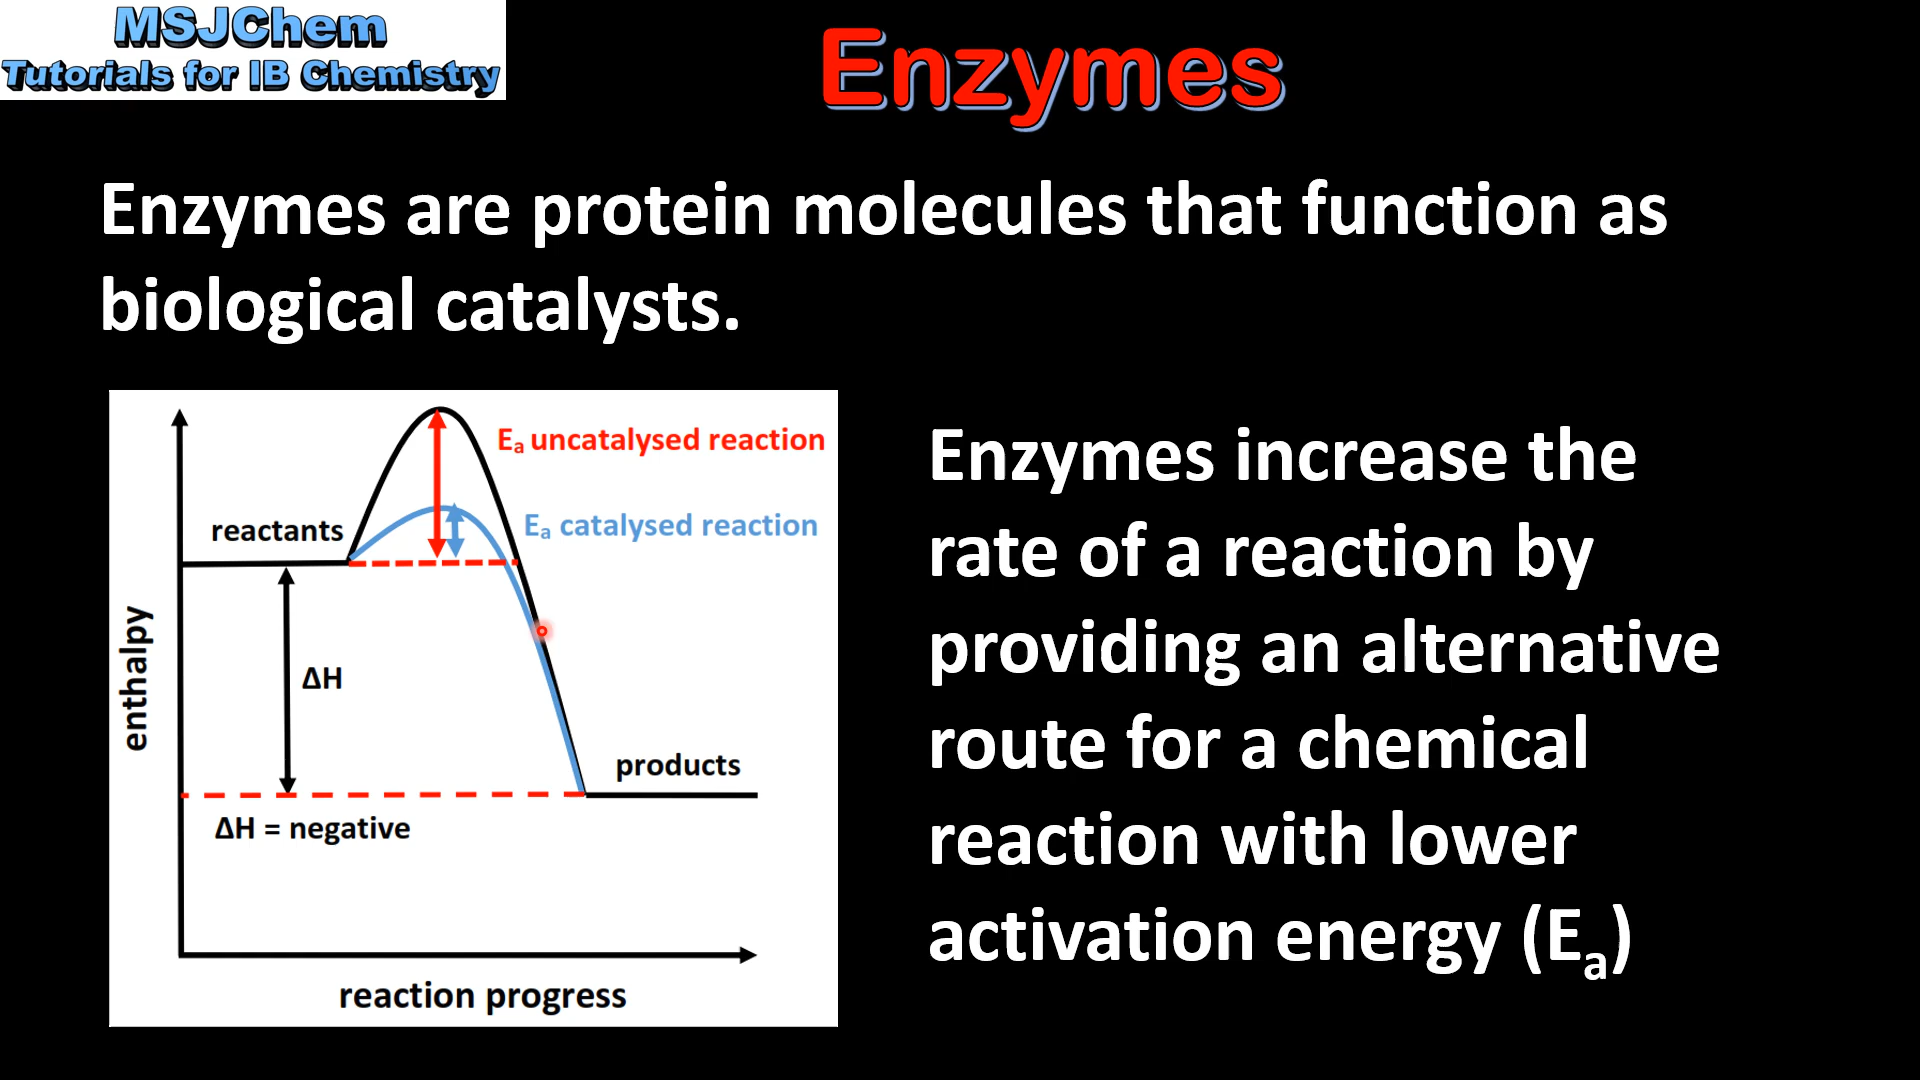 MSJChem
Tutorials for IB Chemistry
Enzymes
Enzymes are protein molecules that function as
biological catalysts.
Ea uncatalysed reaction
Ea catalysed reaction
reactants
enthalpy
ΔH
products
ΔH = negative
reaction progress
Enzymes increase the
rate of a reaction by
providing an alternative
route for a chemical
reaction with lower
activation energy (Ea)